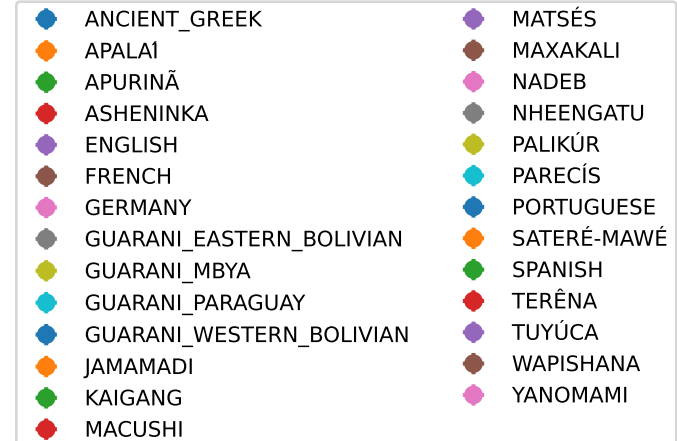 ANCIENT_GREEK
APALAÍ
APURINÃ
ASHENINKA
ENGLISH
FRENCH
GERMANY
GUARANI_EASTERN_BOLIVIAN
GUARANI_MBYA
GUARANI_PARAGUAY
GUARANI_WESTERN_BOLIVIAN
JAMAMADI
KAIGANG
MACUSHI
MATSÉS
MAXAKALI
NADEB
NHEENGATU
PALIKÚR
PARECÍS
PORTUGUESE
SATERÉ-MAWÉ
SPANISH
TERÊNA
TUYÚCA
WAPISHANA
YANOMAMI